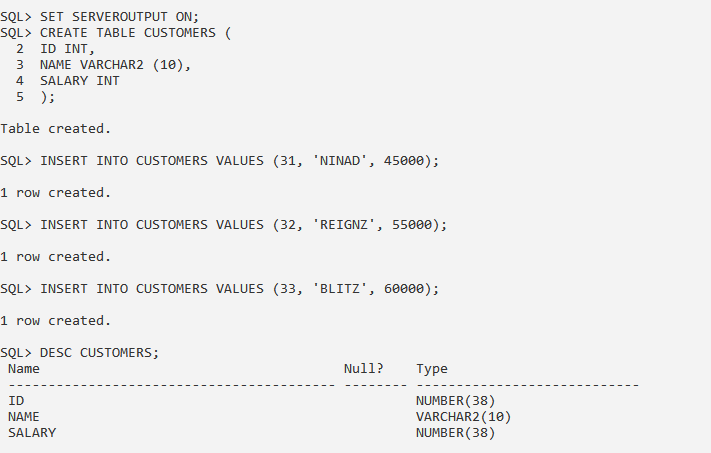 SQL> SET SERVEROUTPUT ON;
SQL> CREATE TABLE CUSTOMERS (
  2  ID INT,
  3  NAME VARCHAR2 (10),
  4  SALARY INT
  5  );
Table created.
SQL> INSERT INTO CUSTOMERS VALUES (31, 'NINAD', 45000);
1 row created.
SQL> INSERT INTO CUSTOMERS VALUES (32, 'REIGNZ', 55000);
1 row created.
SQL> INSERT INTO CUSTOMERS VALUES (33, 'BLITZ', 60000);
1 row created.
SQL> DESC CUSTOMERS;
 Name                                      Null?    Type
 ----------------------------------------- -------- ----------------------------
 ID                                                 NUMBER(38)
 NAME                                               VARCHAR2(10)
 SALARY                                             NUMBER(38)